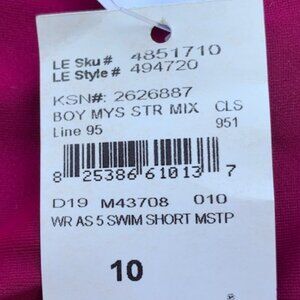 LE Sku# 4851710
LE Style# 494720
KSN#: 2626887
BOY MYS STR MIX CLS
Line 95 951
8 25386 61013 7
D19 M43708 010
WR AS 5 SWIM SHORT MSTP
10